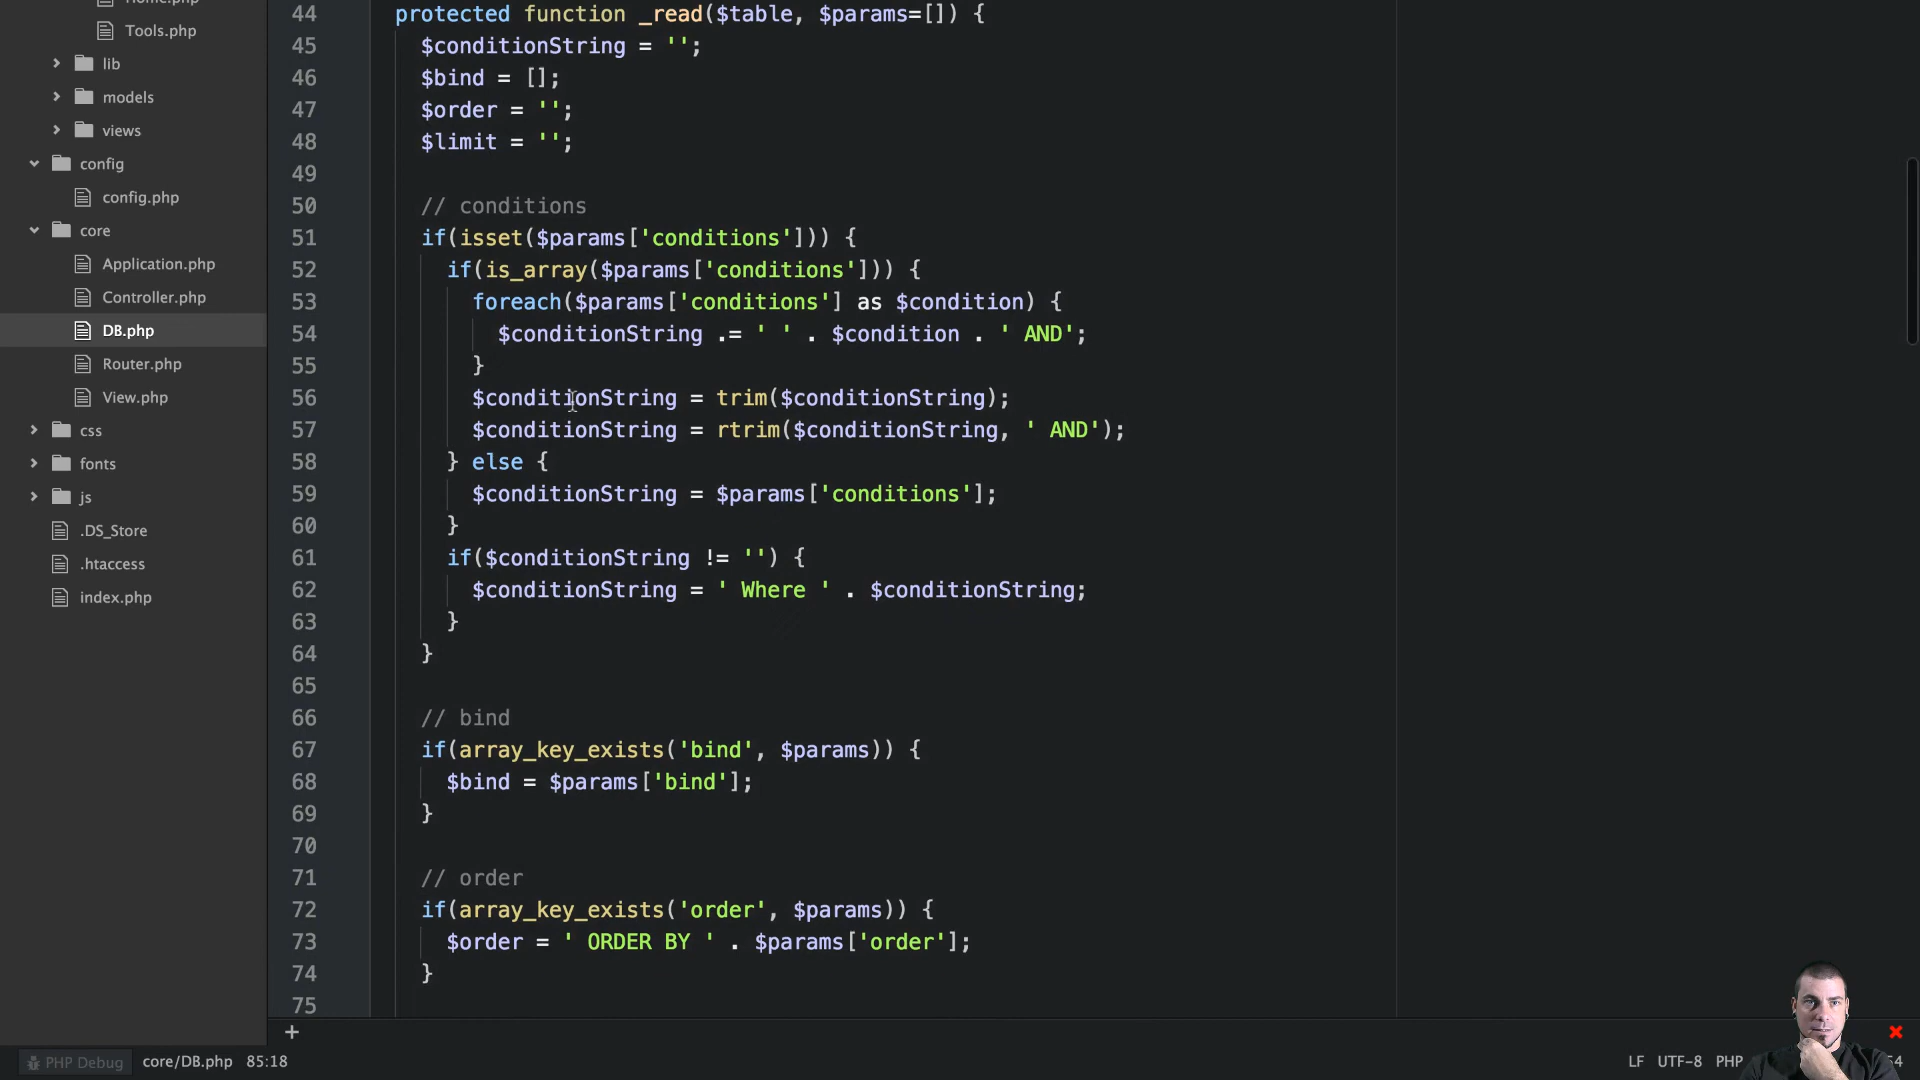 Home.php
Tools.php
lib
models
views
config
config.php
core
Application.php
Controller.php
DB.php
Router.php
View.php
css
fonts
js
.DS_Store
.htaccess
index.php
44 protected function _read($table, $params=[]) {
45 $conditionString = '';
46 $bind = [];
47 $order = '';
48 $limit = '';
49
50 // conditions
51 if(isset($params['conditions'])) {
52 if(is_array($params['conditions'])) {
53 foreach($params['conditions'] as $condition) {
54 $conditionString .= ' ' . $condition . ' AND';
55 }
56 $conditionString = trim($conditionString);
57 $conditionString = rtrim($conditionString, ' AND');
58 } else {
59 $conditionString = $params['conditions'];
60 }
61 if($conditionString != '') {
62 $conditionString = ' Where ' . $conditionString;
63 }
64 }
65
66 // bind
67 if(array_key_exists('bind', $params)) {
68 $bind = $params['bind'];
69 }
70
71 // order
72 if(array_key_exists('order', $params)) {
73 $order = ' ORDER BY ' . $params['order'];
74 }
75
+
PHP Debug core/DB.php 85:18 LF UTF-8 PHP